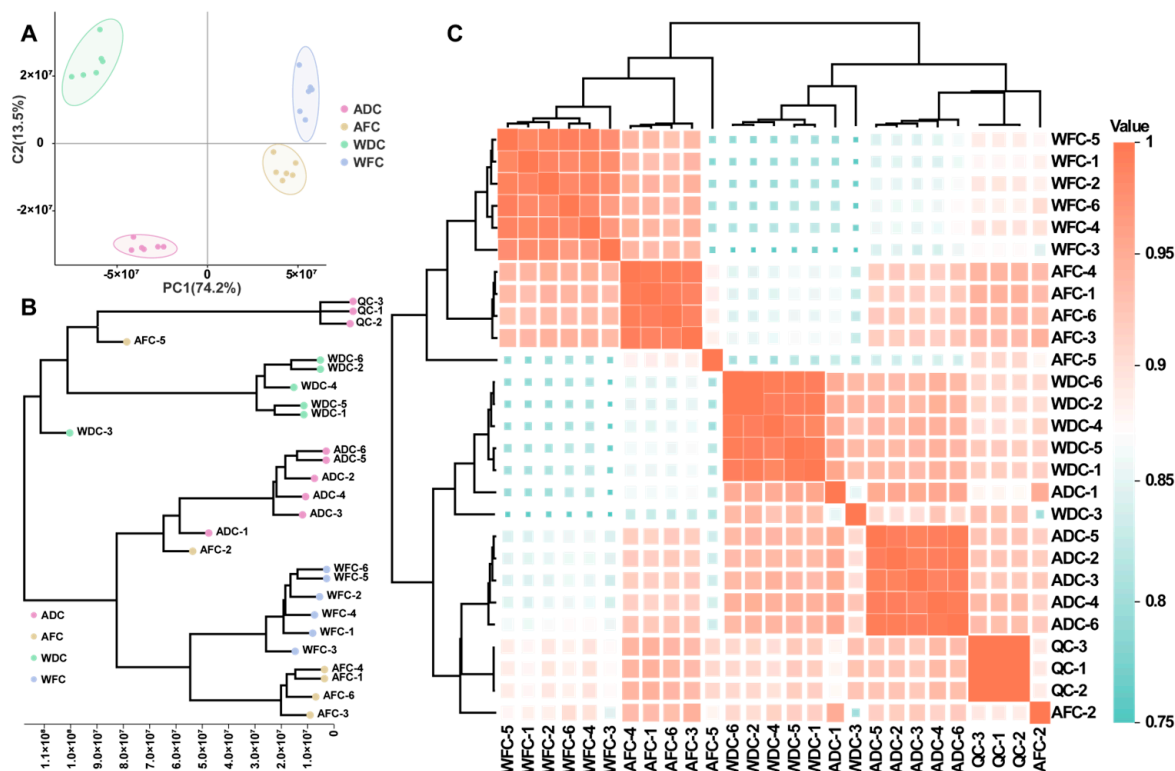 A
C2(13.5%)
2×10⁷
0
-2×10⁷
-5×10⁷
0
5×10⁷
PC1(74.2%)
ADC
AFC
WDC
WFC
B
QC-3
QC-1
QC-2
AFC-5
WDC-6
WDC-2
WDC-4
WDC-5
WDC-1
WDC-3
ADC-6
ADC-5
ADC-2
ADC-4
ADC-3
ADC-1
AFC-2
WFC-6
WFC-5
WFC-2
WFC-4
WFC-1
WFC-3
AFC-4
AFC-1
AFC-6
AFC-3
ADC
AFC
WDC
WFC
1.1×10⁸
1.0×10⁸
9.0×10⁷
8.0×10⁷
7.0×10⁷
6.0×10⁷
5.0×10⁷
4.0×10⁷
3.0×10⁷
2.0×10⁷
1.0×10⁷
0
C
WFC-5
WFC-1
WFC-2
WFC-6
WFC-4
WFC-3
AFC-4
AFC-1
AFC-6
AFC-3
AFC-5
WDC-6
WDC-2
WDC-4
WDC-5
WDC-1
ADC-1
WDC-3
ADC-5
ADC-2
ADC-3
ADC-4
ADC-6
QC-3
QC-1
QC-2
AFC-2
WFC-5
WFC-1
WFC-2
WFC-6
WFC-4
WFC-3
AFC-4
AFC-1
AFC-6
AFC-3
AFC-5
WDC-6
WDC-2
WDC-4
WDC-5
WDC-1
ADC-1
WDC-3
ADC-5
ADC-2
ADC-3
ADC-4
ADC-6
QC-3
QC-1
QC-2
AFC-2
Value
1
0.95
0.9
0.85
0.8
0.75